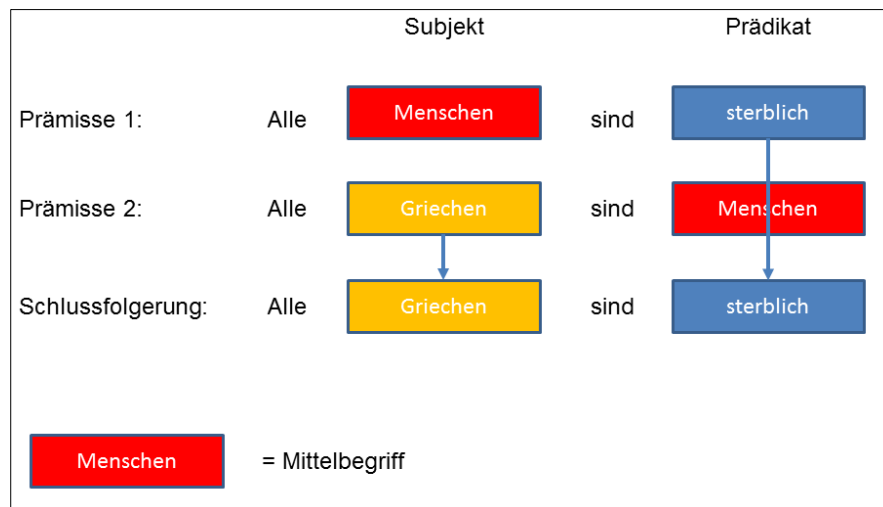 Subjekt Prädikat
Prämisse 1: Alle Menschen sind sterblich
Prämisse 2: Alle Griechen sind Menschen
Schlussfolgerung: Alle Griechen sind sterblich
Menschen = Mittelbegriff